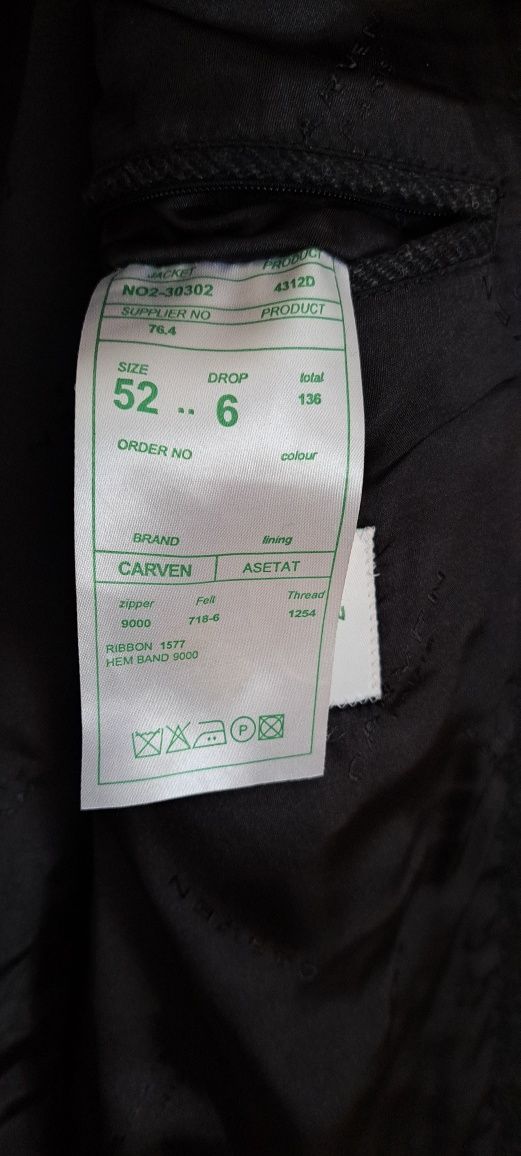 JACKET PRODUCT
NO2-30302 4312D
SUPPLIER NO PRODUCT
76.4
SIZE DROP total
52 .. 6 136
ORDER NO colour
BRAND lining
CARVEN ASETAT
zipper Fell Thread
9000 718-6 1254
RIBBON 1577
HEM BAND 9000
P